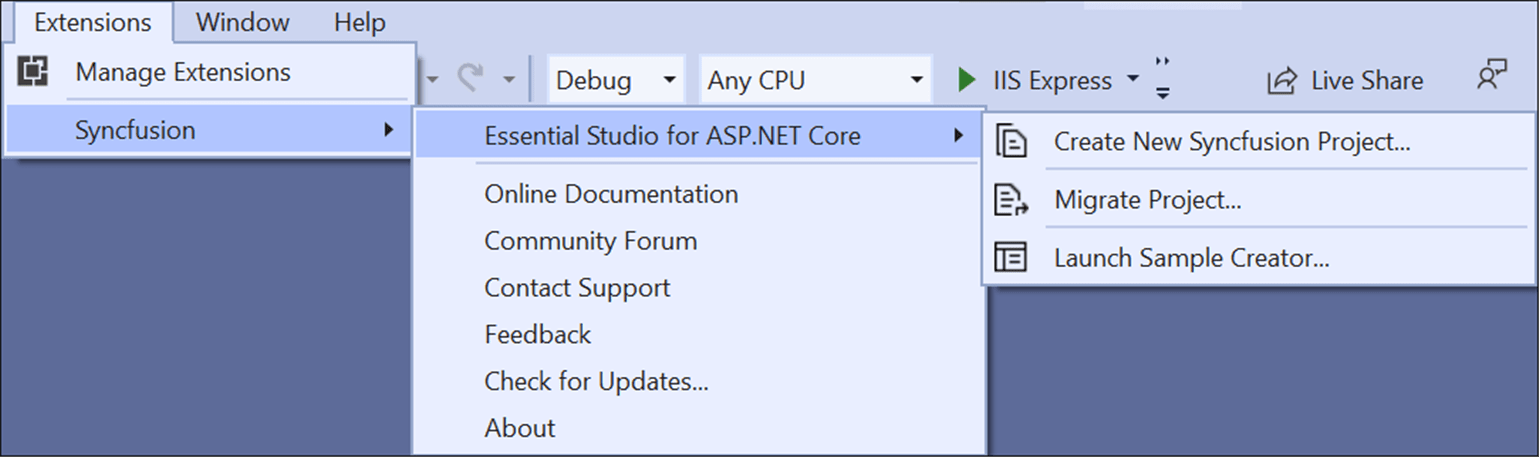 Extensions Window Help
Manage Extensions
Debug Any CPU IIS Express Live Share
Syncfusion
Essential Studio for ASP.NET Core
Create New Syncfusion Project...
Migrate Project...
Launch Sample Creator...
Online Documentation
Community Forum
Contact Support
Feedback
Check for Updates...
About